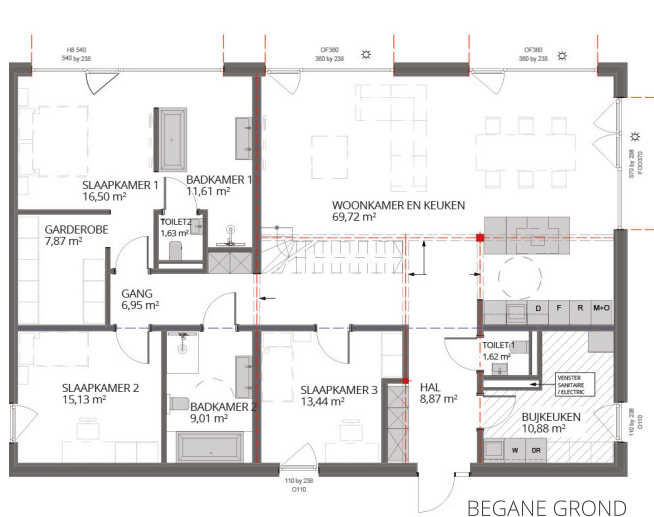 H8 540
540 by 238
OF360
360 by 238
OF360
360 by 238
370 by 238
FO0370
SLAAPKAMER 1
16,50 m²
BADKAMER 1
11,61 m²
WOONKAMER EN KEUKEN
69,72 m²
TOILET2
1,63 m²
GARDEROBE
7,87 m²
GANG
6,95 m²
D F R M+O
TOILET 1
1,62 m²
VENSTER
SANITAIRE
/ ELECTRIC
SLAAPKAMER 2
15,13 m²
BADKAMER 2
9,01 m²
SLAAPKAMER 3
13,44 m²
HAL
8,87 m²
BIJKEUKEN
10,88 m²
W DR
110 by 238
O110
110 by 238
O110
BEGANE GROND